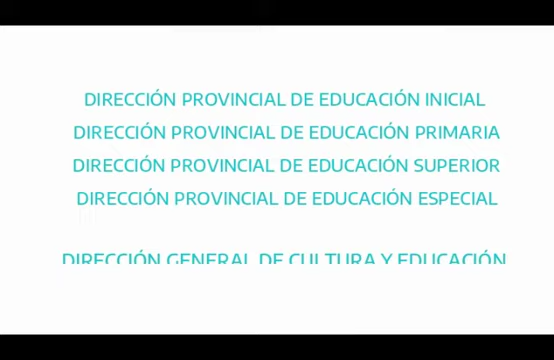 DIRECCIÓN PROVINCIAL DE EDUCACIÓN INICIAL
DIRECCIÓN PROVINCIAL DE EDUCACIÓN PRIMARIA
DIRECCIÓN PROVINCIAL DE EDUCACIÓN SUPERIOR
DIRECCIÓN PROVINCIAL DE EDUCACIÓN ESPECIAL
DIRECCIÓN GENERAL DE CULTURA Y EDUCACIÓN